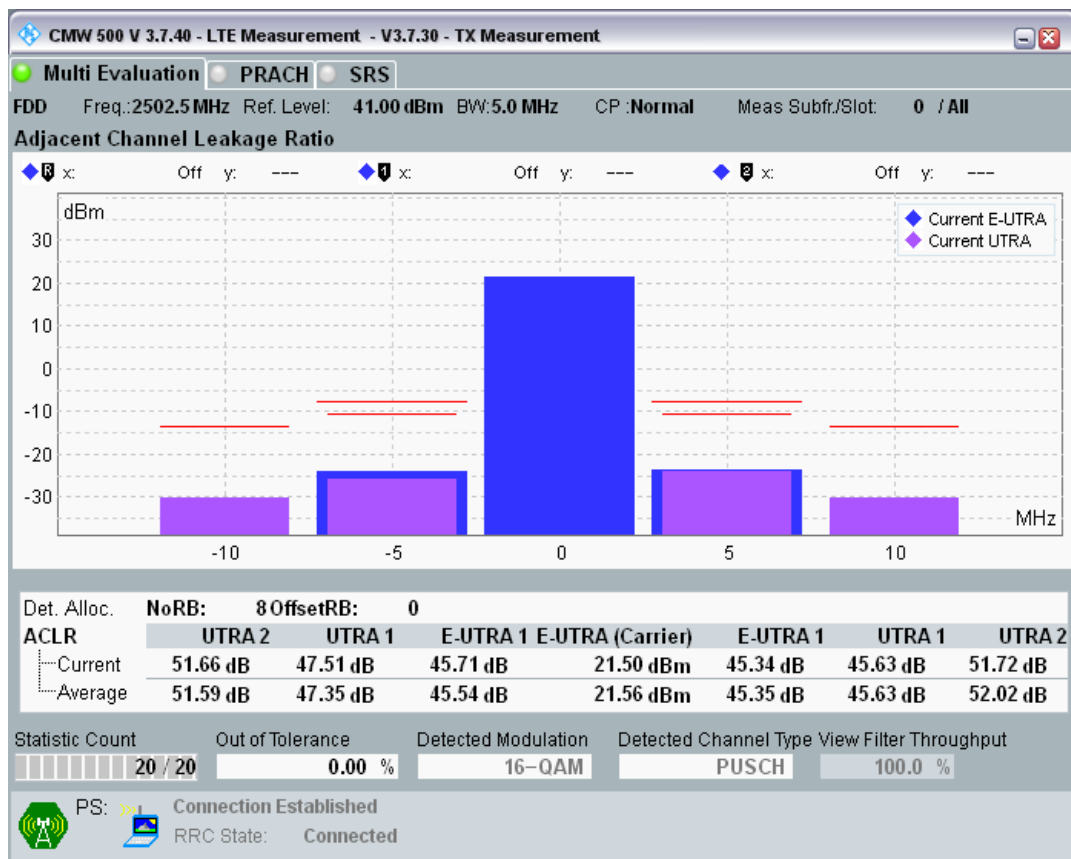 CMW 500 V 3.7.40 - LTE Measurement - V3.7.30 - TX Measurement
Multi Evaluation PRACH SRS
FDD Freq.:2502.5 MHz Ref. Level: 41.00 dBm BW:5.0 MHz CP :Normal Meas Subfr./Slot: 0 / All
Adjacent Channel Leakage Ratio
R x: Off y: --- 1 x: Off y: --- 2 x: Off y: ---
dBm
Current E-UTRA
Current UTRA
30
20
10
0
-10
-20
-30
MHz
-10 -5 0 5 10
Det. Alloc. NoRB: 8 OffsetRB: 0
ACLR UTRA 2 UTRA 1 E-UTRA 1 E-UTRA (Carrier) E-UTRA 1 UTRA 1 UTRA 2
Current 51.66 dB 47.51 dB 45.71 dB 21.50 dBm 45.34 dB 45.63 dB 51.72 dB
Average 51.59 dB 47.35 dB 45.54 dB 21.56 dBm 45.35 dB 45.63 dB 52.02 dB
Statistic Count Out of Tolerance Detected Modulation Detected Channel Type View Filter Throughput
20 / 20 0.00 % 16-QAM PUSCH 100.0 %
PS: Connection Established
RRC State: Connected